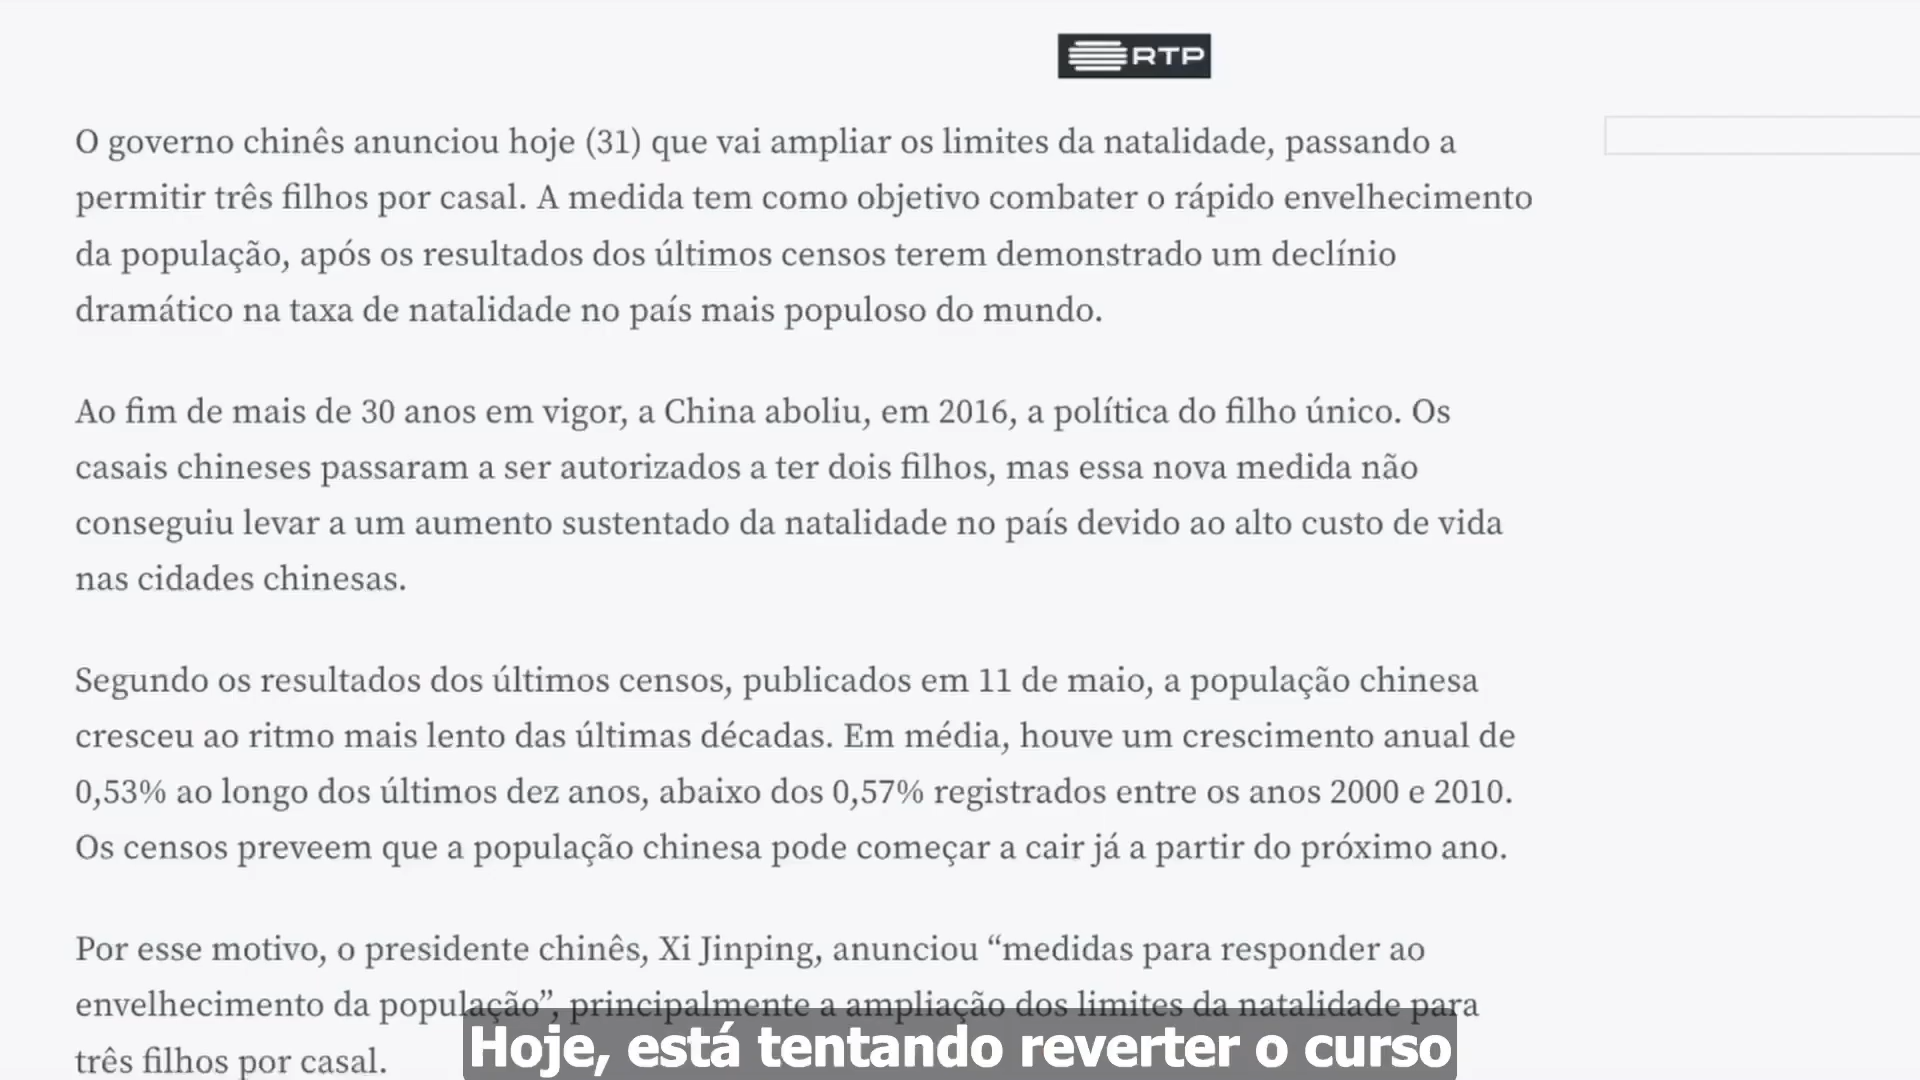 RTP
O governo chinês anunciou hoje (31) que vai ampliar os limites da natalidade, passando a
permitir três filhos por casal. A medida tem como objetivo combater o rápido envelhecimento
da população, após os resultados dos últimos censos terem demonstrado um declínio
dramático na taxa de natalidade no país mais populoso do mundo.
Ao fim de mais de 30 anos em vigor, a China aboliu, em 2016, a política do filho único. Os
casais chineses passaram a ser autorizados a ter dois filhos, mas essa nova medida não
conseguiu levar a um aumento sustentado da natalidade no país devido ao alto custo de vida
nas cidades chinesas.
Segundo os resultados dos últimos censos, publicados em 11 de maio, a população chinesa
cresceu ao ritmo mais lento das últimas décadas. Em média, houve um crescimento anual de
0,53% ao longo dos últimos dez anos, abaixo dos 0,57% registrados entre os anos 2000 e 2010.
Os censos preveem que a população chinesa pode começar a cair já a partir do próximo ano.
Por esse motivo, o presidente chinês, Xi Jinping, anunciou “medidas para responder ao
envelhecimento da população”, principalmente a ampliação dos limites da natalidade para
três filhos por casal.
Hoje, está tentando reverter o curso